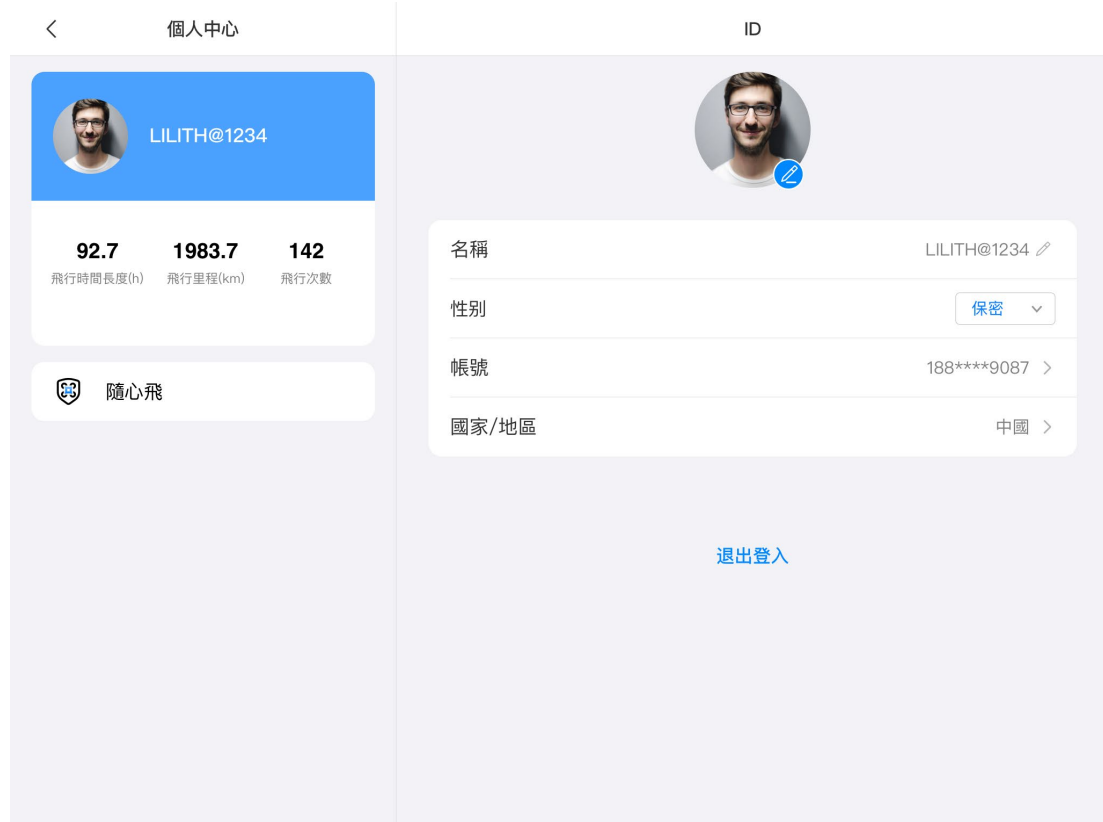 個人中心
ID
LILITH@1234
92.7 1983.7 142
飛行時間長度(h) 飛行里程(km) 飛行次數
隨心飛
名稱 LILITH@1234
性別 保密
帳號 188****9087
國家/地區 中國
退出登入